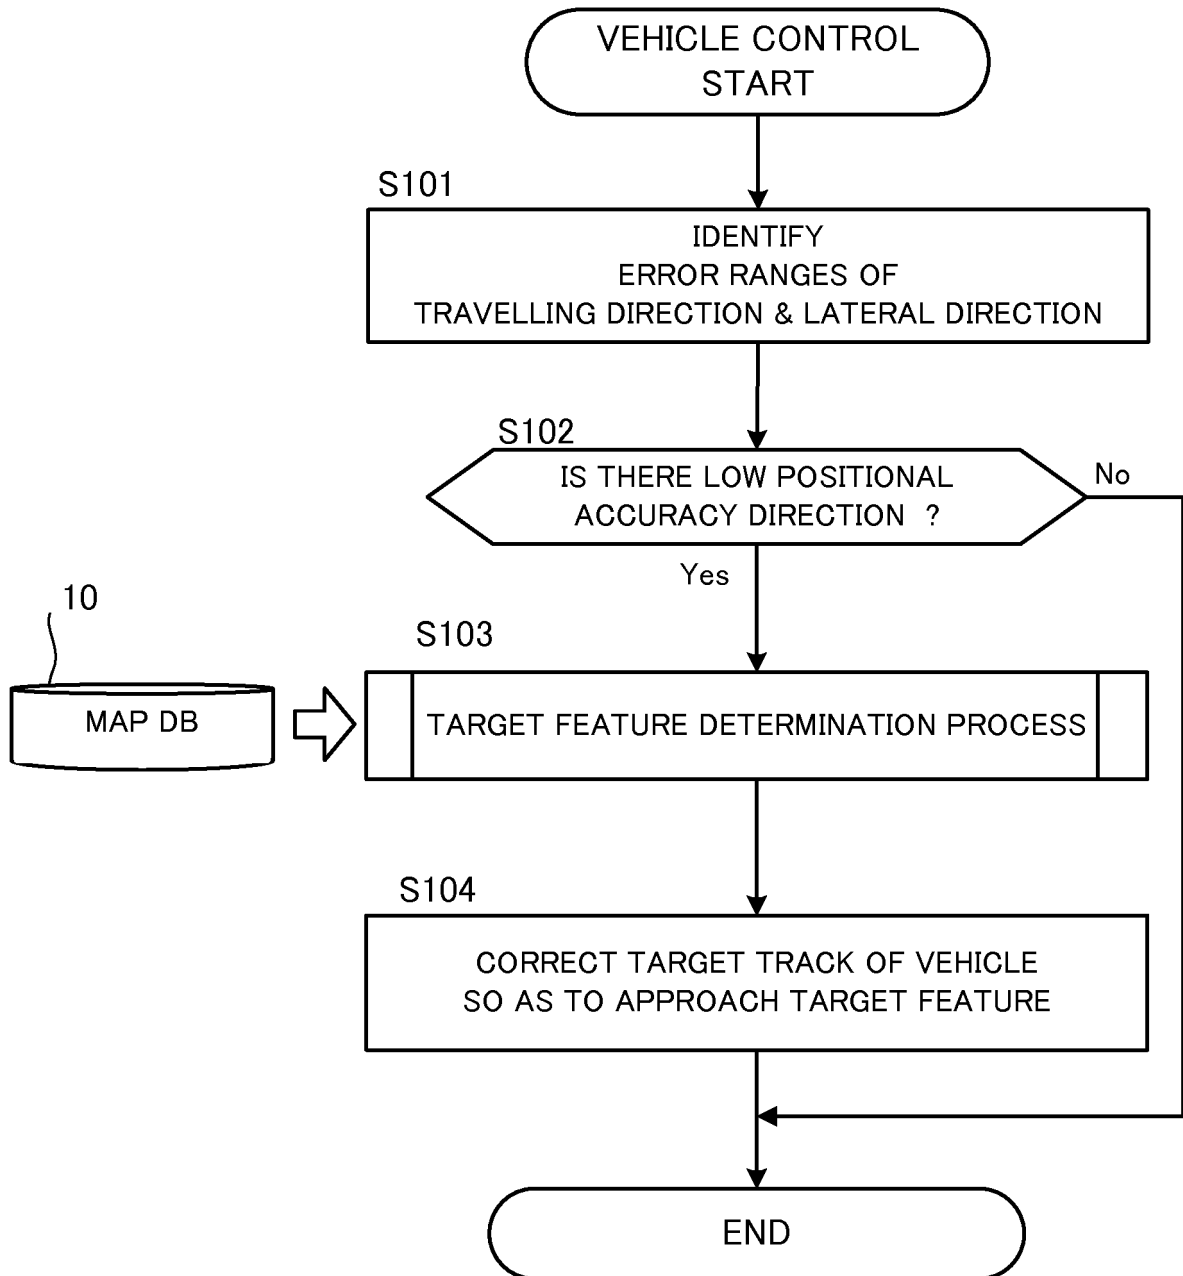 VEHICLE CONTROL
START
S101
IDENTIFY
ERROR RANGES OF
TRAVELLING DIRECTION & LATERAL DIRECTION
S102
IS THERE LOW POSITIONAL
ACCURACY DIRECTION ?
No
Yes
10
MAP DB
S103
TARGET FEATURE DETERMINATION PROCESS
S104
CORRECT TARGET TRACK OF VEHICLE
SO AS TO APPROACH TARGET FEATURE
END